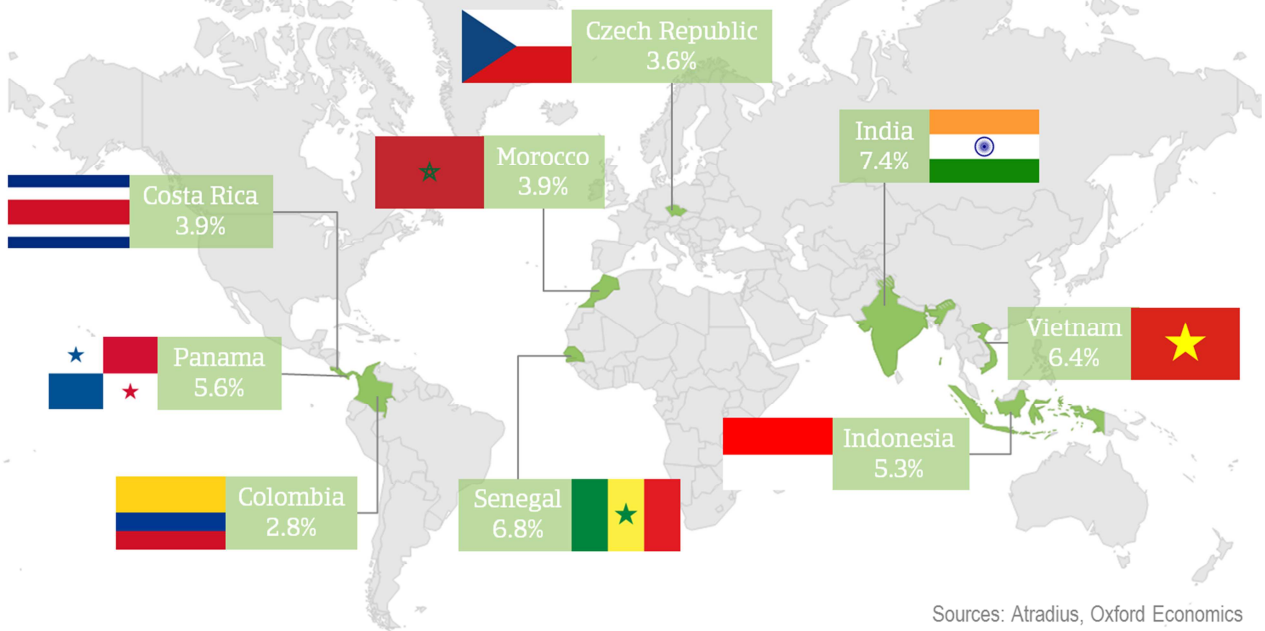 Czech Republic
3.6%
India
7.4%
Morocco
3.9%
Costa Rica
3.9%
Vietnam
6.4%
Panama
5.6%
Indonesia
5.3%
Colombia
2.8%
Senegal
6.8%
Sources: Atradius, Oxford Economics